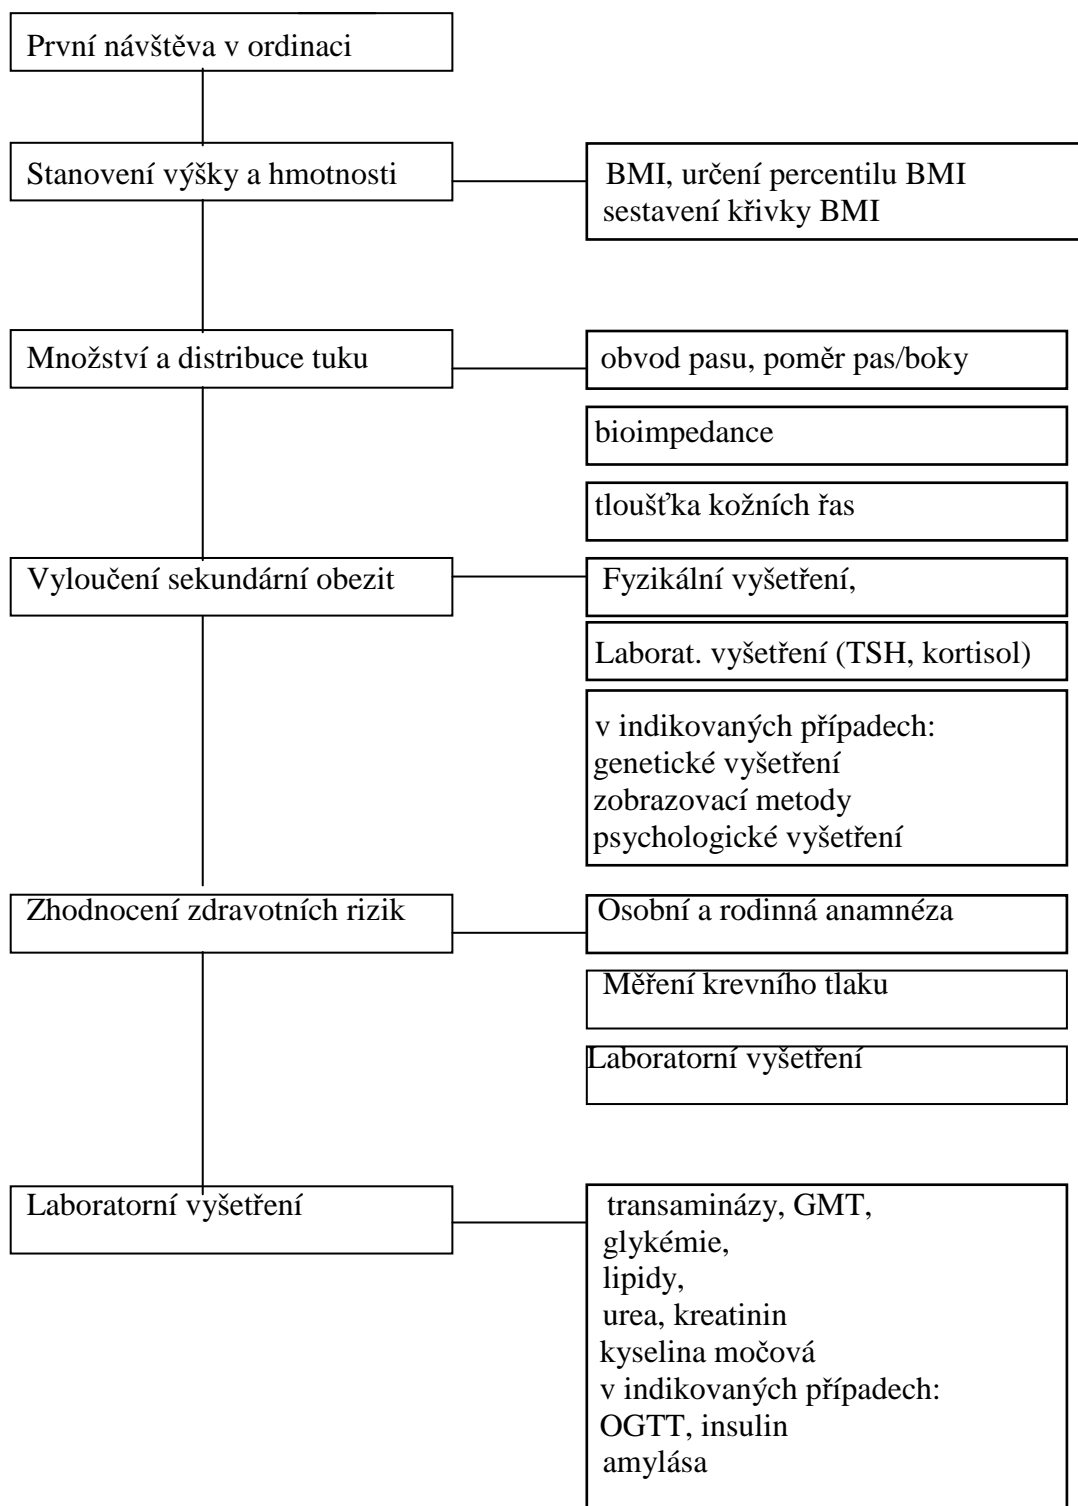 První návštěva v ordinaci
Stanovení výšky a hmotnosti
BMI, určení percentilu BMI
sestavení křivky BMI
Množství a distribuce tuku
obvod pasu, poměr pas/boky
bioimpedance
tloušťka kožních řas
Vyloučení sekundární obezit
Fyzikální vyšetření,
Laborat. vyšetření (TSH, kortisol)
v indikovaných případech:
genetické vyšetření
zobrazovací metody
psychologické vyšetření
Zhodnocení zdravotních rizik
Osobní a rodinná anamnéza
Měření krevního tlaku
Laboratorní vyšetření
Laboratorní vyšetření
transaminázy, GMT,
glykémie,
lipidy,
urea, kreatinin
kyselina močová
v indikovaných případech:
OGTT, insulin
amylása